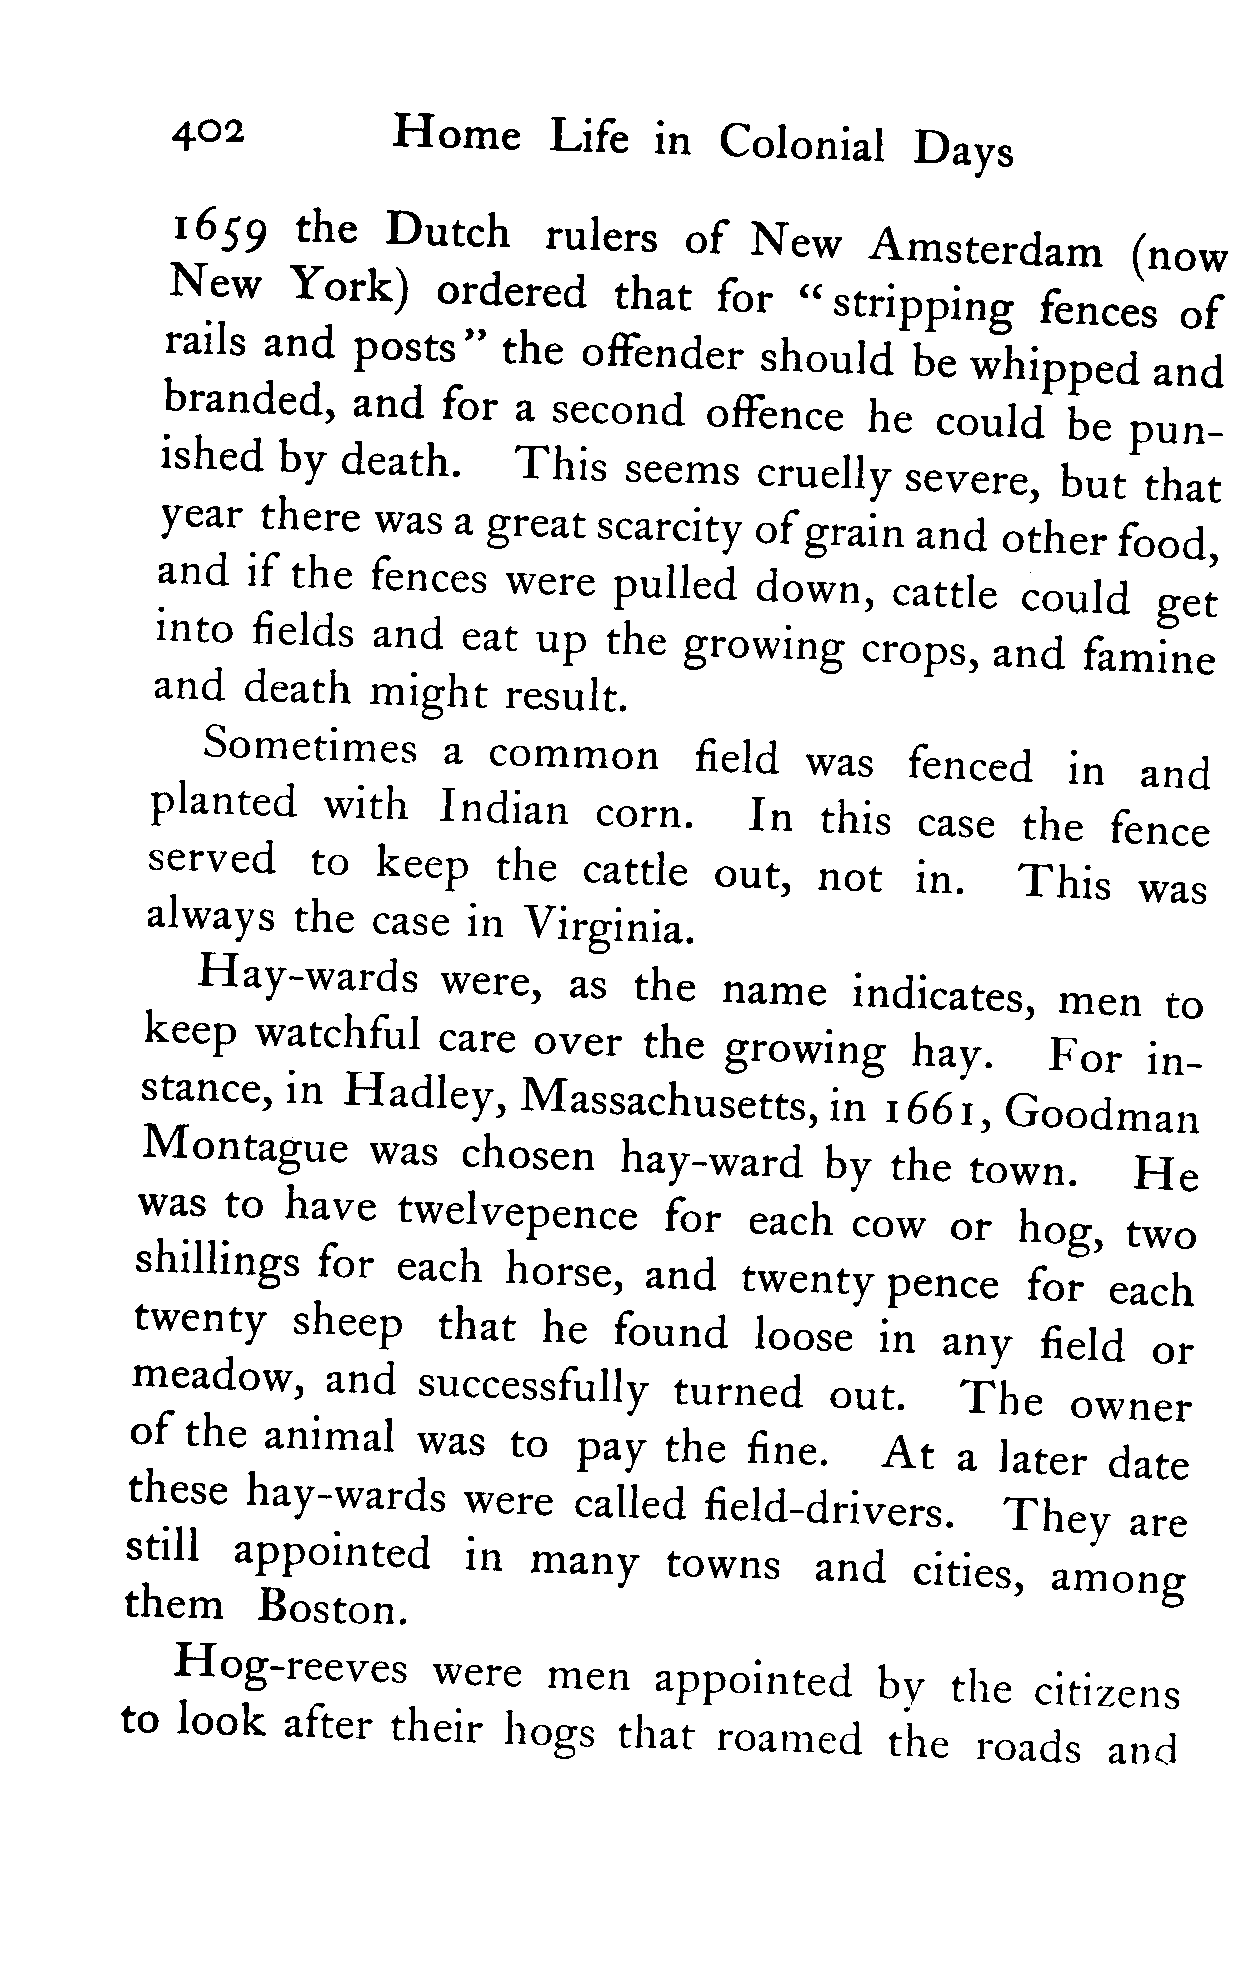 402 Home Life in Colonial Days
1659 the Dutch rulers of New Amsterdam (now
New York) ordered that for “stripping fences of
rails and posts” the offender should be whipped and
branded, and for a second offence he could be pun-
ished by death. This seems cruelly severe, but that
year there was a great scarcity of grain and other food,
and if the fences were pulled down, cattle could get
into fields and eat up the growing crops, and famine
and death might result.
Sometimes a common field was fenced in and
planted with Indian corn. In this case the fence
served to keep the cattle out, not in. This was
always the case in Virginia.
Hay-wards were, as the name indicates, men to
keep watchful care over the growing hay. For in-
stance, in Hadley, Massachusetts, in 1661, Goodman
Montague was chosen hay-ward by the town. He
was to have twelvepence for each cow or hog, two
shillings for each horse, and twenty pence for each
twenty sheep that he found loose in any field or
meadow, and successfully turned out. The owner
of the animal was to pay the fine. At a later date
these hay-wards were called field-drivers. They are
still appointed in many towns and cities, among
them Boston.
Hog-reeves were men appointed by the citizens
to look after their hogs that roamed the roads and